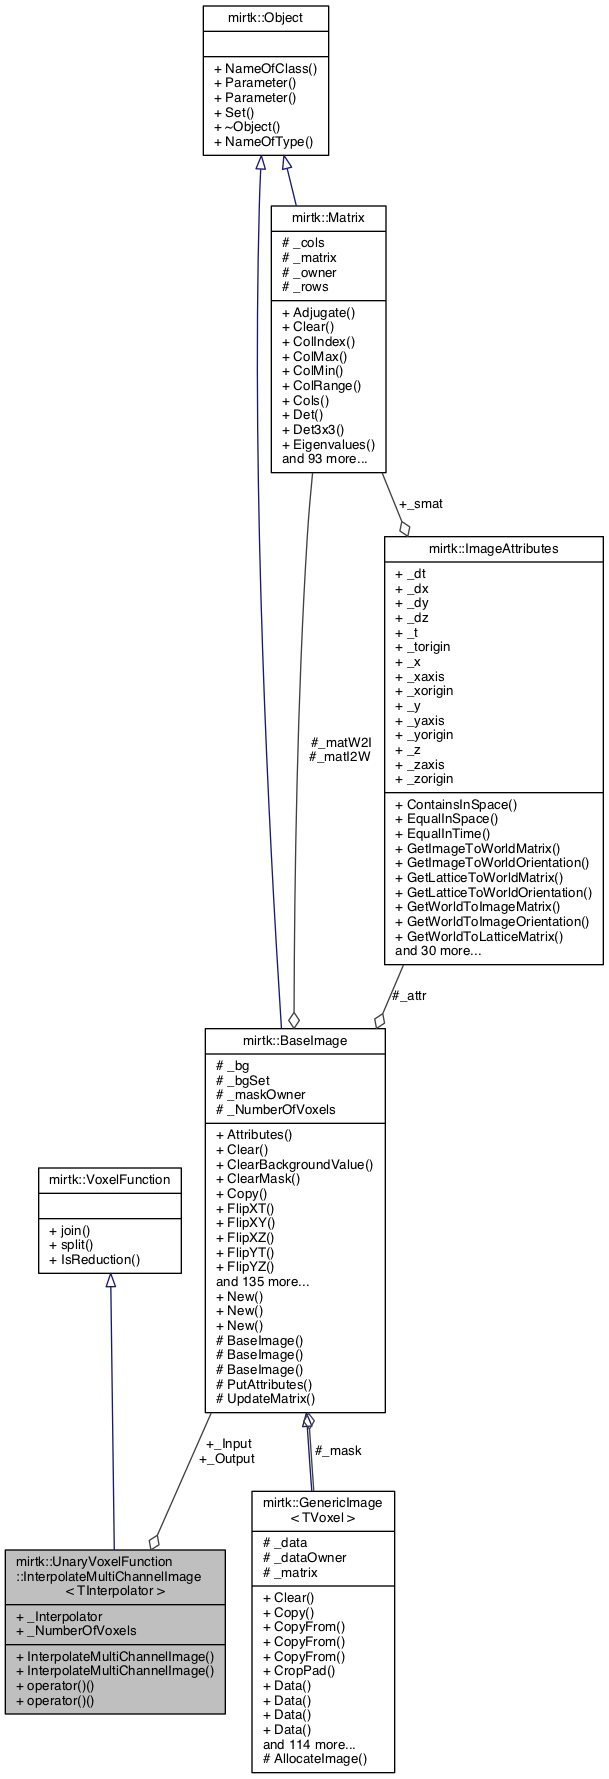 mirtk::Object
+ NameOfClass()
+ Parameter()
+ Parameter()
+ Set()
+ ~Object()
+ NameOfType()
mirtk::Matrix
# _cols
# _matrix
# _owner
# _rows
+ Adjugate()
+ Clear()
+ ColIndex()
+ ColMax()
+ ColMin()
+ ColRange()
+ Cols()
+ Det()
+ Det3x3()
+ Eigenvalues()
and 93 more...
+_smat
mirtk::ImageAttributes
+ _dt
+ _dx
+ _dy
+ _dz
+ _t
+ _torigin
+ _x
+ _xaxis
+ _xorigin
+ _y
+ _yaxis
+ _yorigin
+ _z
+ _zaxis
+ _zorigin
+ ContainsInSpace()
+ EqualInSpace()
+ EqualInTime()
+ GetImageToWorldMatrix()
+ GetImageToWorldOrientation()
+ GetLatticeToWorldMatrix()
+ GetLatticeToWorldOrientation()
+ GetWorldToImageMatrix()
+ GetWorldToImageOrientation()
+ GetWorldToLatticeMatrix()
and 30 more...
#_matW2I
#_matI2W
#_attr
mirtk::BaseImage
# _bg
# _bgSet
# _maskOwner
# _NumberOfVoxels
+ Attributes()
+ Clear()
+ ClearBackgroundValue()
+ ClearMask()
+ Copy()
+ FlipXT()
+ FlipXY()
+ FlipXZ()
+ FlipYT()
+ FlipYZ()
and 135 more...
+ New()
+ New()
+ New()
# BaseImage()
# BaseImage()
# BaseImage()
# PutAttributes()
# UpdateMatrix()
mirtk::VoxelFunction
+ join()
+ split()
+ IsReduction()
+_Input
+_Output
#_mask
mirtk::GenericImage
< TVoxel >
# _data
# _dataOwner
# _matrix
+ Clear()
+ Copy()
+ CopyFrom()
+ CopyFrom()
+ CopyFrom()
+ CropPad()
+ Data()
+ Data()
+ Data()
+ Data()
and 114 more...
# AllocateImage()
mirtk::UnaryVoxelFunction
::InterpolateMultiChannelImage
< TInterpolator >
+ _Interpolator
+ _NumberOfVoxels
+ InterpolateMultiChannelImage()
+ InterpolateMultiChannelImage()
+ operator()()
+ operator()()